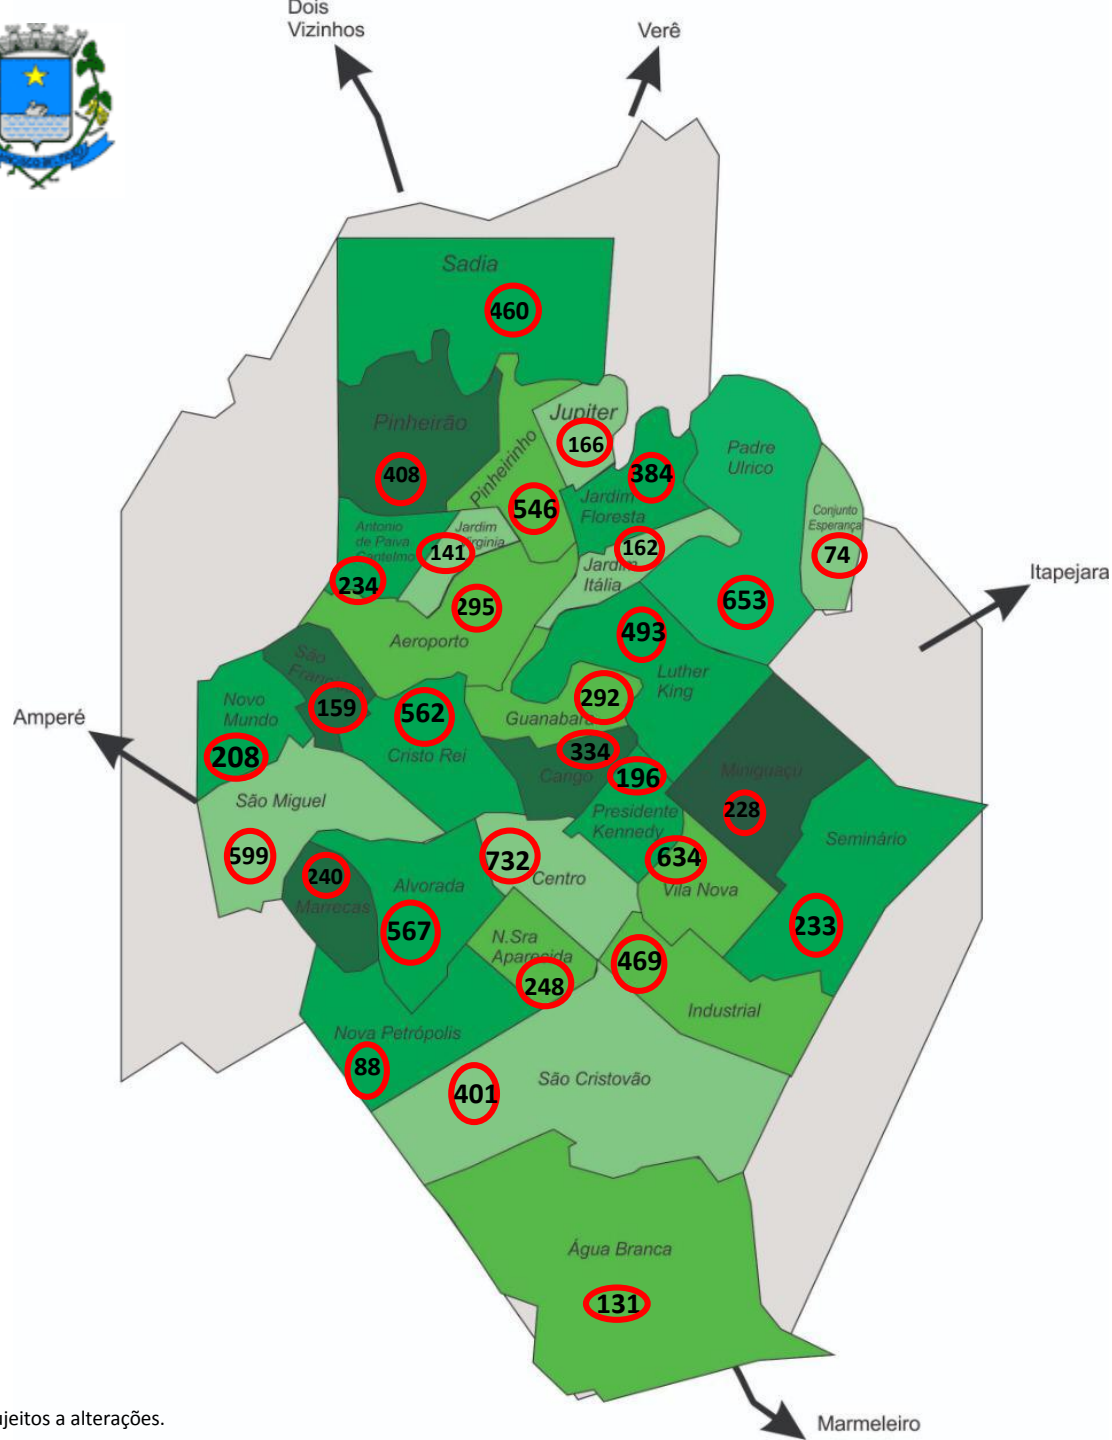 Dois
Vizinhos
Verê
Sadia
460
Pinheirão
408
Pinheirinho
546
Jupiter
166
384
Jardim
Floresta
Padre
Ulrico
653
Conjunto
Esperança
74
Itapejara
Antonio
de Paiva
Cantelmo
234
Jardim
Virginia
141
162
Jardim
Itália
295
Aeroporto
493
Luther
King
São
159
Novo
Mundo
208
Amperé
562
Cristo Rei
292
Guanabara
334
Cango
196
Presidente
Kennedy
Miniguaçu
228
Seminário
233
São Miguel
599
240
Marrecas
Alvorada
567
732
Centro
634
Vila Nova
N.Sra
Aparecida
248
469
Industrial
Nova Petrópolis
88
São Cristovão
401
Água Branca
131
Marmeleiro
ujeitos a alterações.